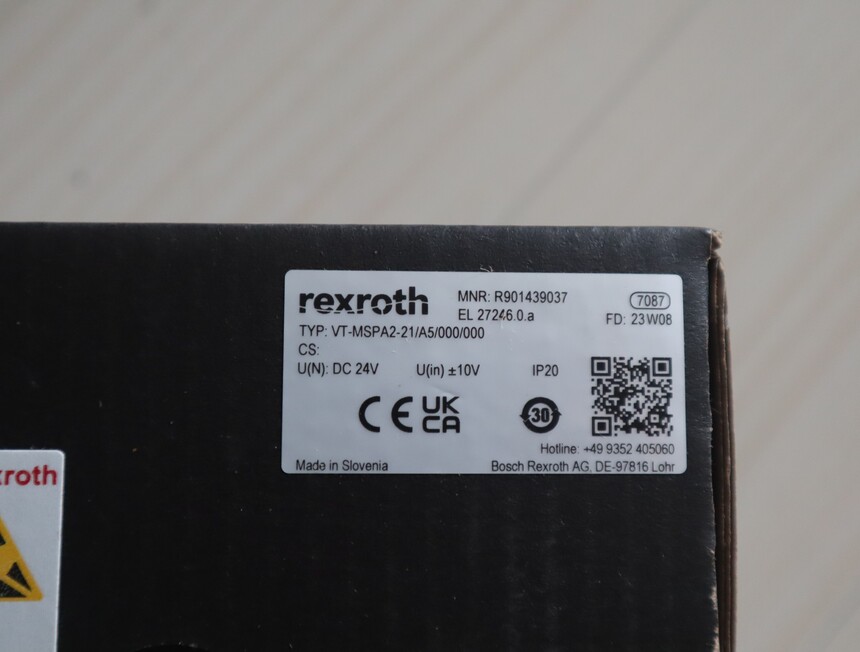 rexroth
MNR: R901439037
7087
EL 27246.0.a
FD: 23W08
TYP: VT-MSPA2-21/A5/000/000
CS:
U(N): DC 24V U(in) ±10V IP20
CE UK CA
30
Hotline: +49 9352 405060
Made in Slovenia
Bosch Rexroth AG, DE-97816 Lohr
xroth